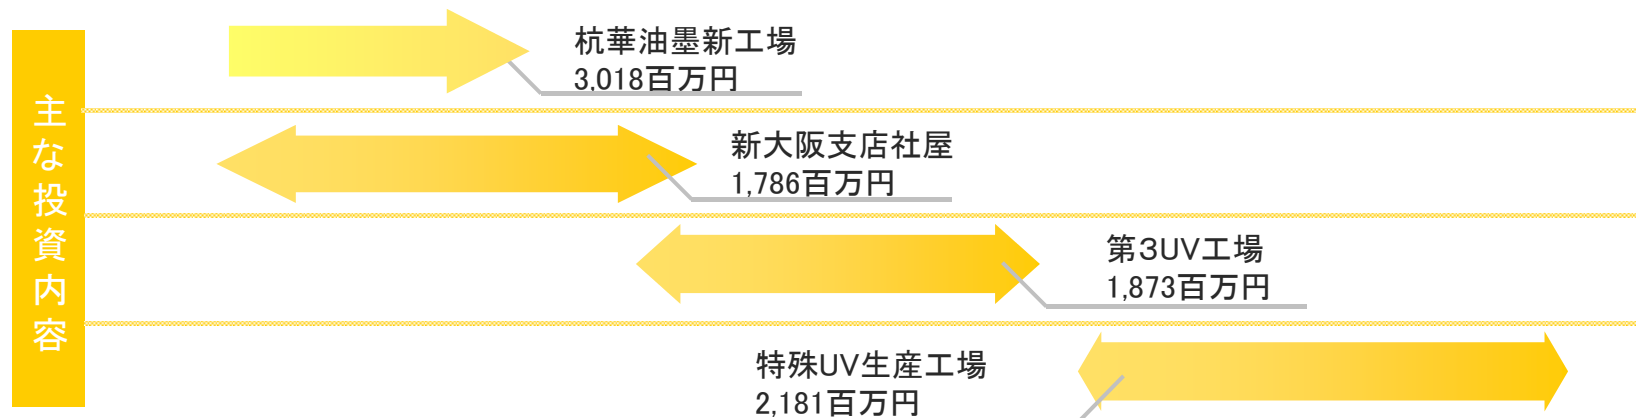 主な投資内容
杭華油墨新工場
3,018百万円
新大阪支店社屋
1,786百万円
第３UV工場
1,873百万円
特殊UV生産工場
2,181百万円